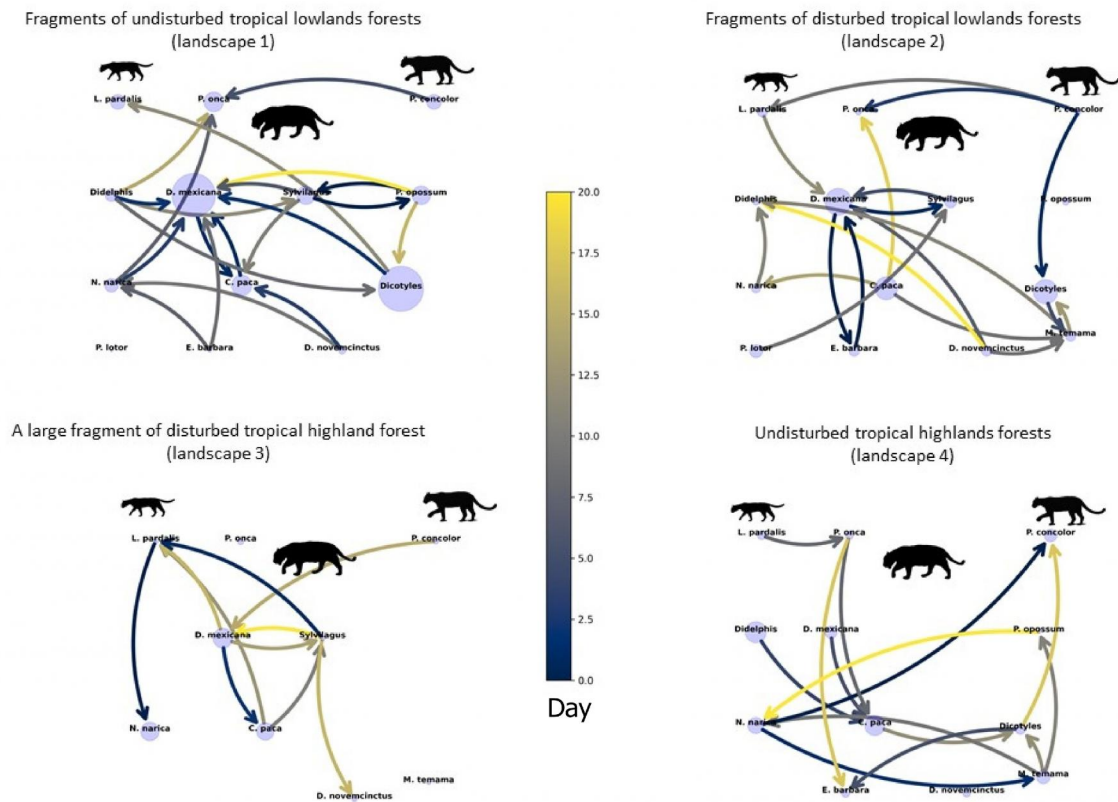 Fragments of undisturbed tropical lowlands forests
(landscape 1)
L. pardalis
P. onca
P. concolor
Didelphis
D. mexicana
Sylvilagus
P. opossum
N. narica
C. paca
Dicotyles
P. lotor
E. barbara
D. novemcinctus
Fragments of disturbed tropical lowlands forests
(landscape 2)
L. pardalis
P. onca
P. concolor
Didelphis
D. mexicana
Sylvilagus
P. opossum
N. narica
C. paca
Dicotyles
M. temama
P. lotor
E. barbara
D. novemcinctus
20.0
17.5
15.0
12.5
10.0
7.5
5.0
2.5
0.0
Day
A large fragment of disturbed tropical highland forest
(landscape 3)
L. pardalis
P. onca
P. concolor
D. mexicana
Sylvilagus
N. narica
C. paca
M. temama
D. novemcinctus
Undisturbed tropical highlands forests
(landscape 4)
L. pardalis
P. onca
P. concolor
Didelphis
D. mexicana
P. opossum
N. narica
C. paca
Dicotyles
M. temama
E. barbara
D. novemcinctus